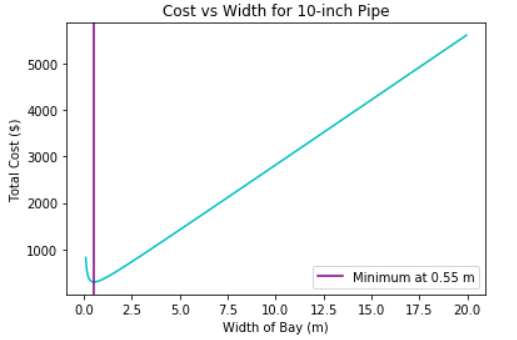 Cost vs Width for 10-inch Pipe
Total Cost ($)
5000
4000
3000
2000
1000
Minimum at 0.55 m
0.0 2.5 5.0 7.5 10.0 12.5 15.0 17.5 20.0
Width of Bay (m)